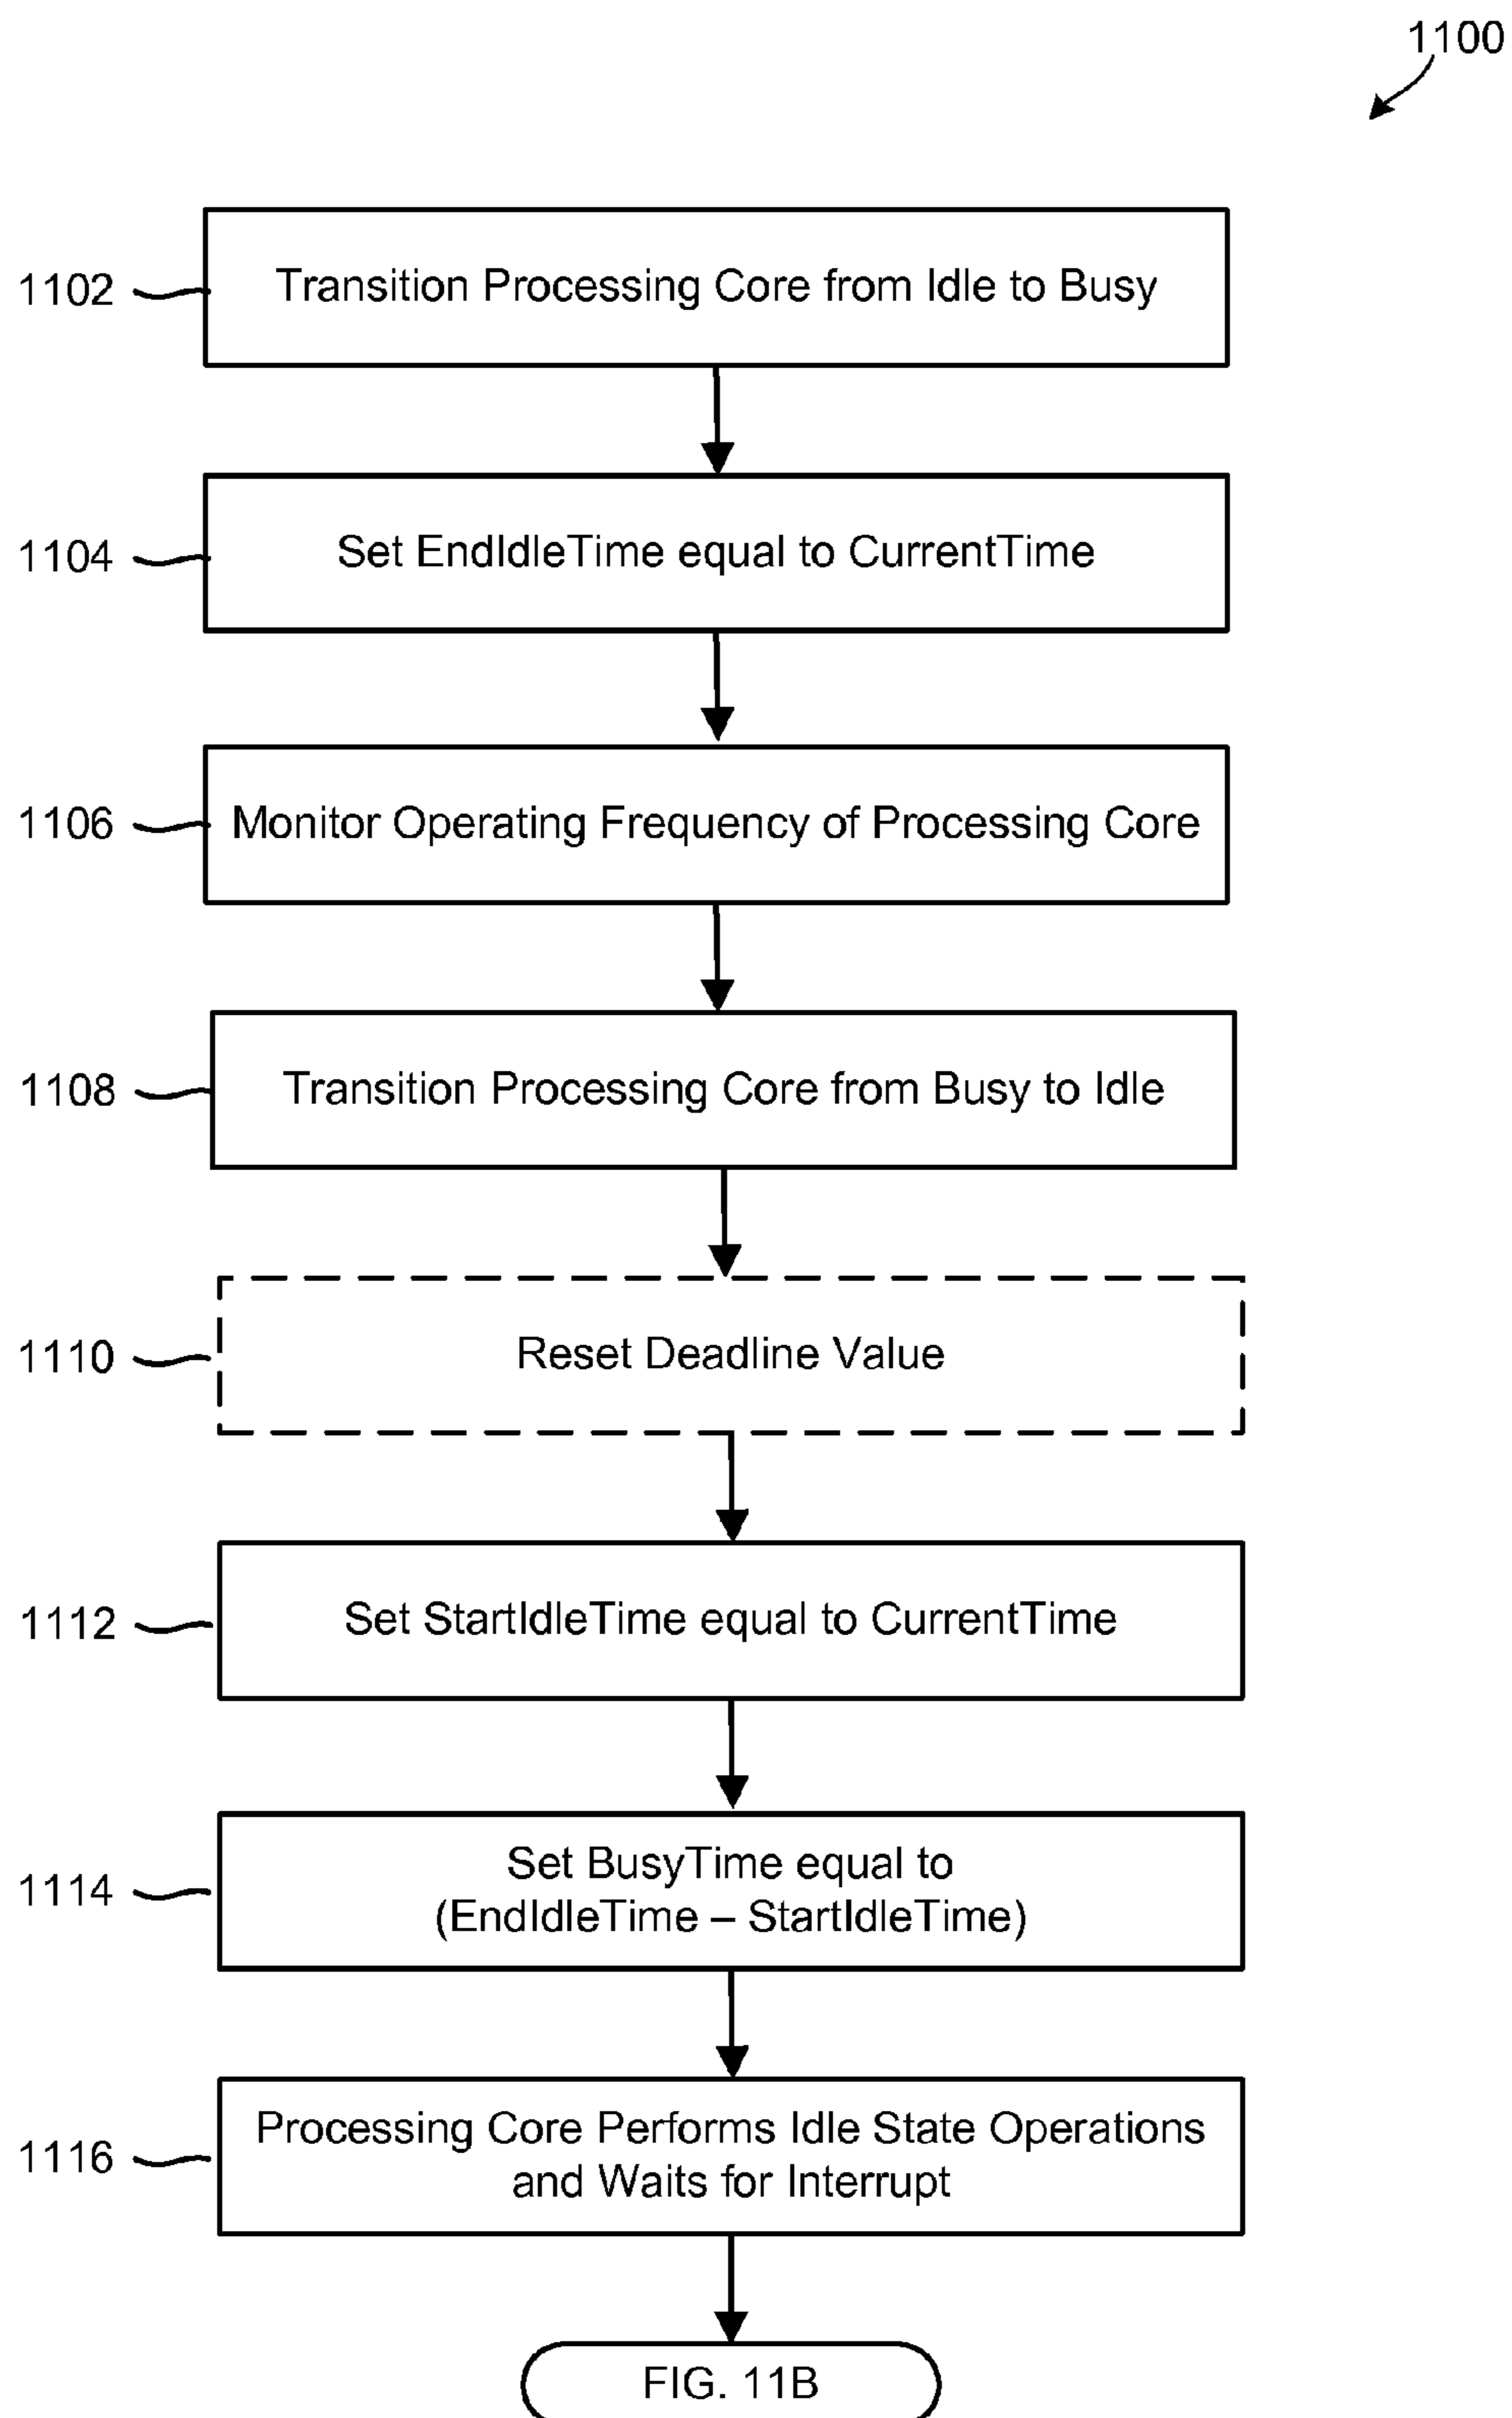 1100
1102
Transition Processing Core from Idle to Busy
1104
Set EndIdleTime equal to CurrentTime
1106
Monitor Operating Frequency of Processing Core
1108
Transition Processing Core from Busy to Idle
1110
Reset Deadline Value
1112
Set StartIdleTime equal to CurrentTime
1114
Set BusyTime equal to
(EndIdleTime – StartIdleTime)
1116
Processing Core Performs Idle State Operations
and Waits for Interrupt
FIG. 11B